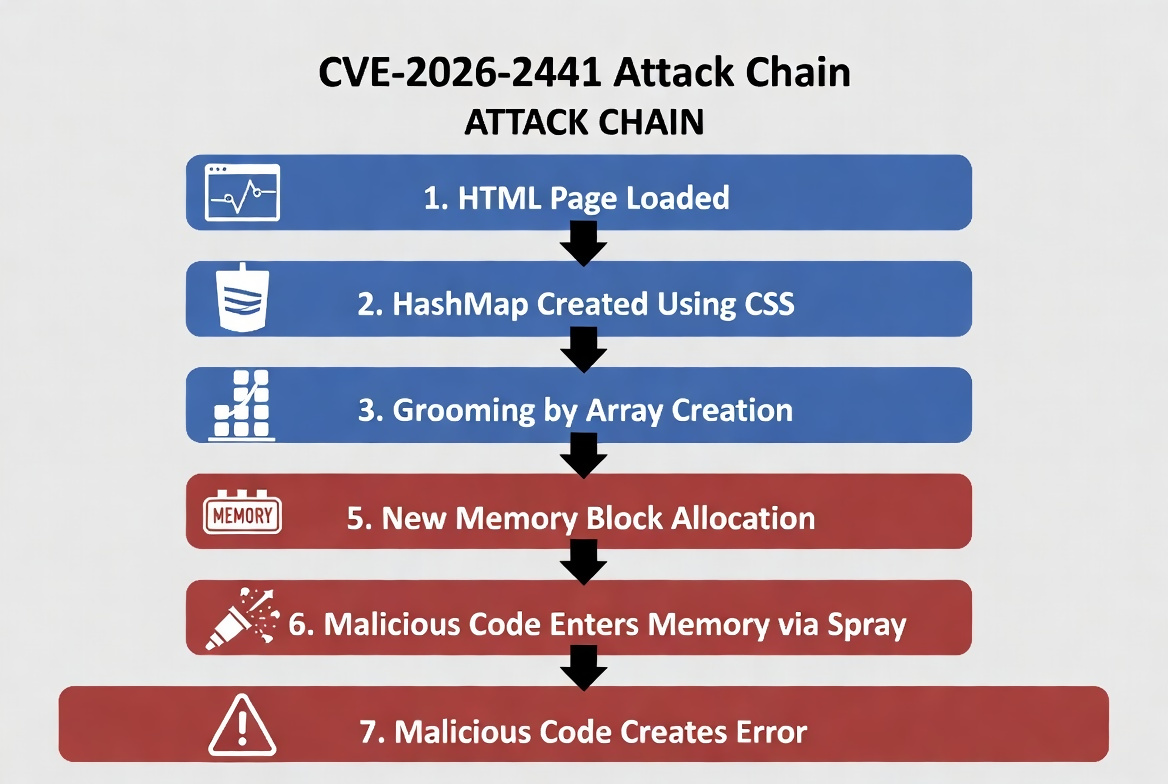 CVE-2026-2441 Attack Chain
ATTACK CHAIN
1. HTML Page Loaded
2. HashMap Created Using CSS
3. Grooming by Array Creation
MEMORY
5. New Memory Block Allocation
6. Malicious Code Enters Memory via Spray
7. Malicious Code Creates Error